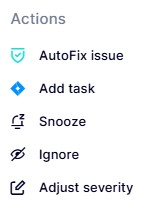 Actions
AutoFix issue
Add task
Snooze
Ignore
Adjust severity